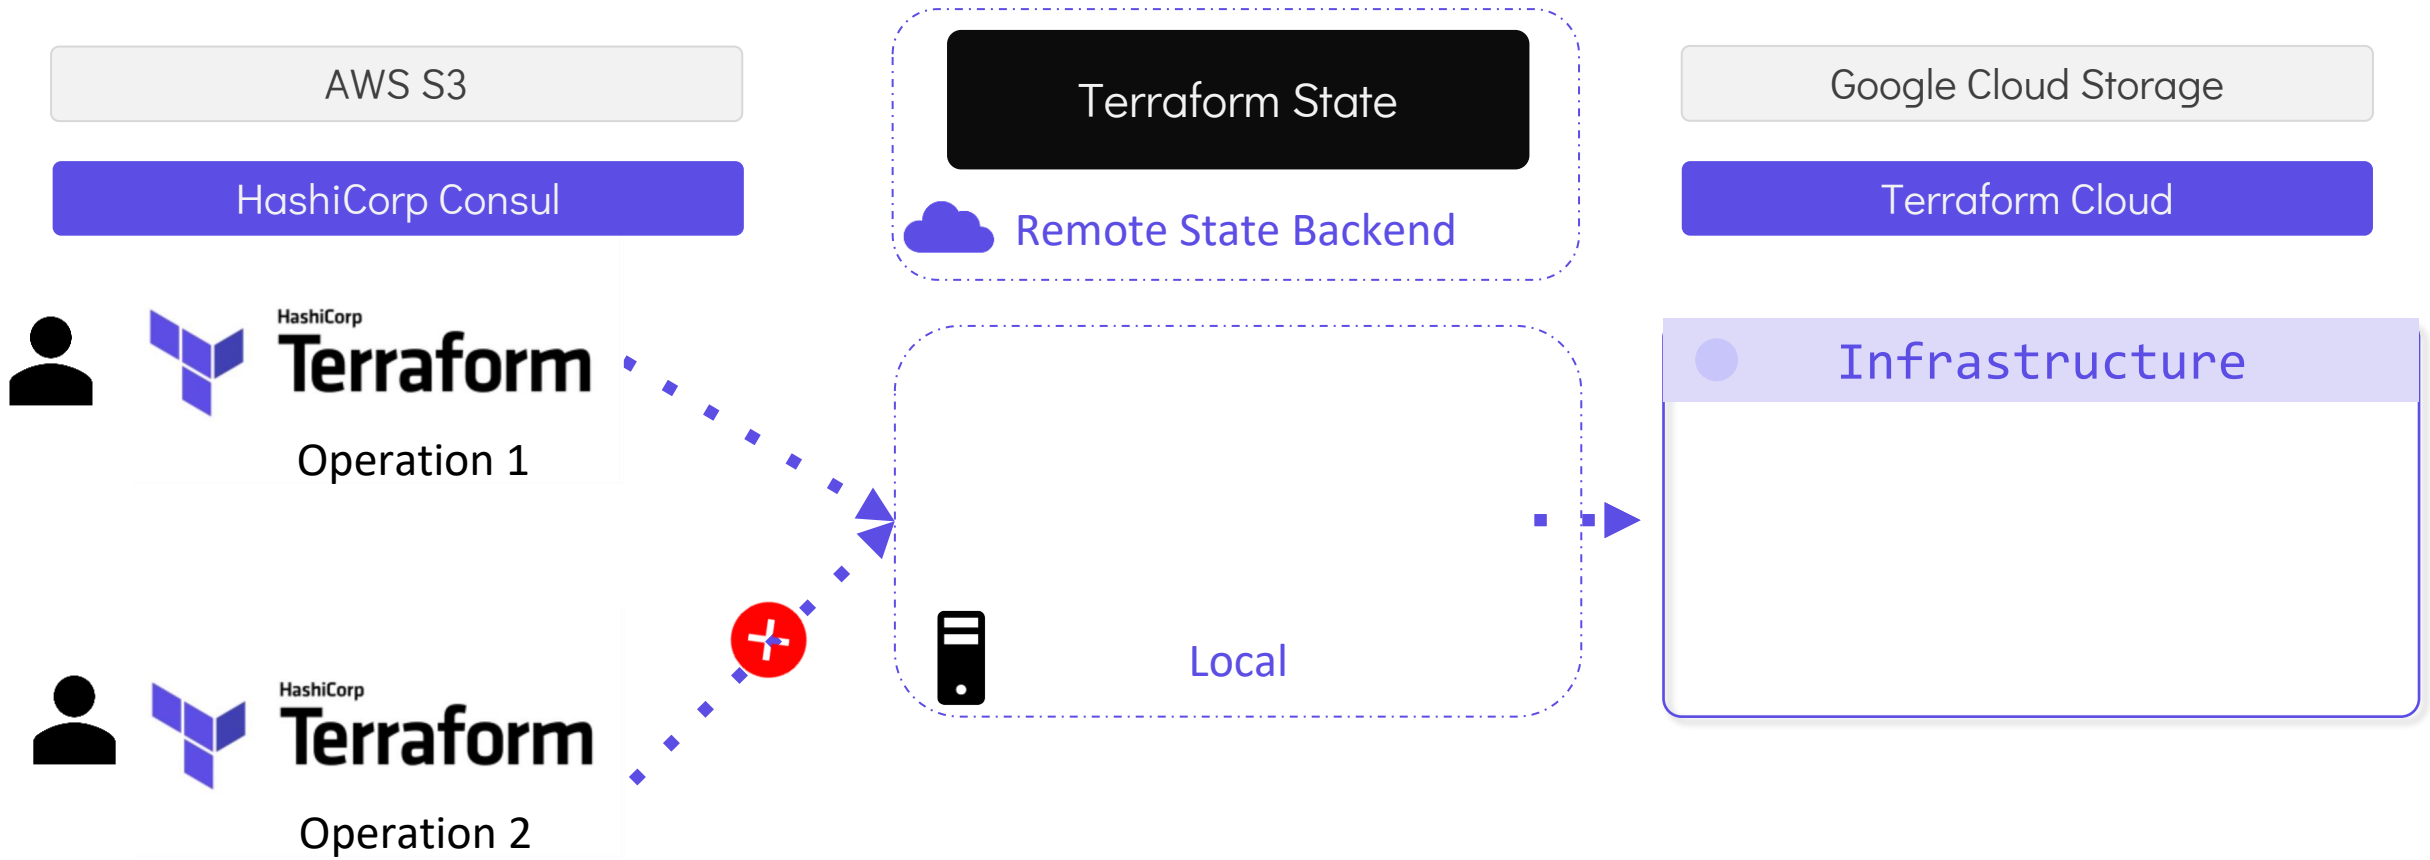 AWS S3
HashiCorp Consul
Terraform State
Remote State Backend
Google Cloud Storage
Terraform Cloud
HashiCorp
Terraform
Operation 1
HashiCorp
Terraform
Operation 2
Local
Infrastructure